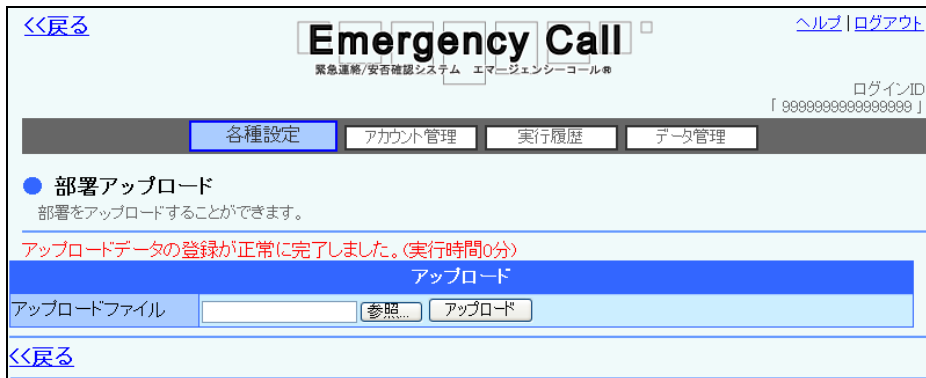 <<戻る
Emergency Call
ヘルプ | ログアウト
緊急連絡/安否確認システム エマージェンシーコール®
ログインID
「 9999999999999999 」
各種設定 アカウント管理 実行履歴 データ管理
● 部署アップロード
部署をアップロードすることができます。
アップロードデータの登録が正常に完了しました。(実行時間0分)
アップロード
アップロードファイル 参照... アップロード
<<戻る